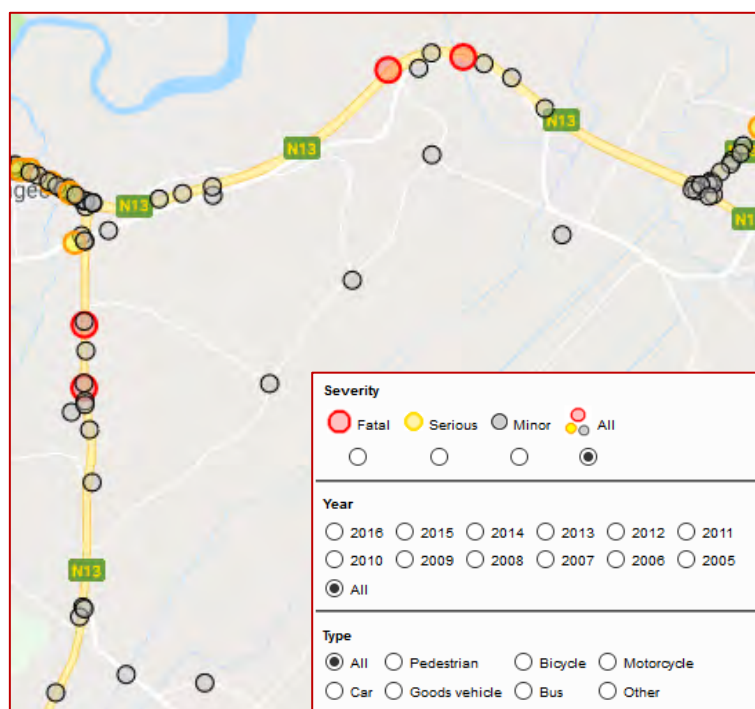 N13
N13
N13
N13
N1
Severity
Fatal Serious Minor All
Year
2016 2015 2014 2013 2012 2011
2010 2009 2008 2007 2006 2005
All
Type
All Pedestrian Bicycle Motorcycle
Car Goods vehicle Bus Other